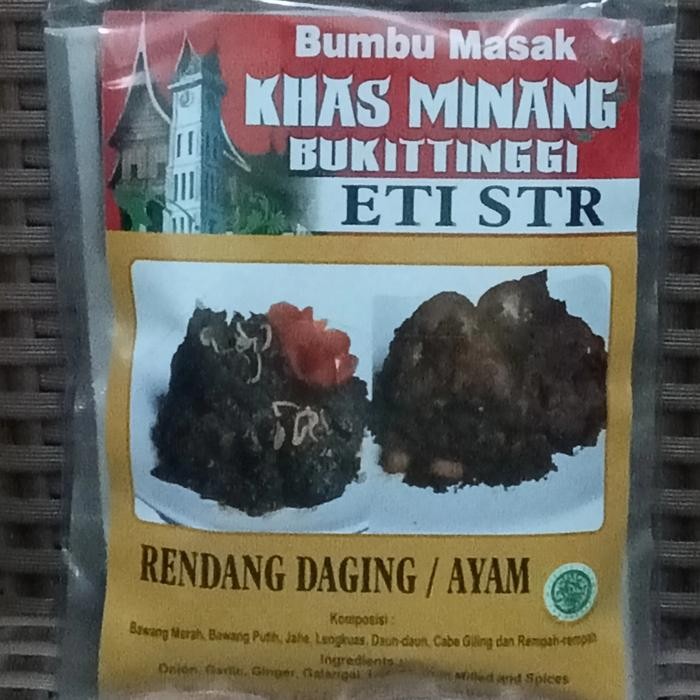 Bumbu Masak
KHAS MINANG
BUKITTINGGI
ETI STR
RENDANG DAGING / AYAM
Komposisi :
Bawang Merah, Bawang Putih, Jahe, Lengkuas, Daun-daun, Cabe Giling dan Rempah-rempah
Ingredients
Onion, Garlic, Ginger, Galangal, Milled and Spices